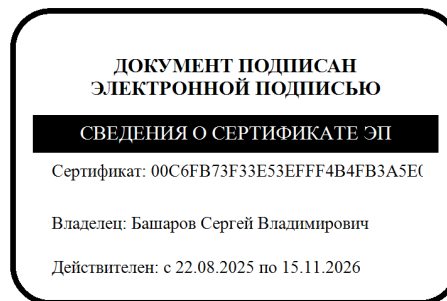 ДОКУМЕНТ ПОДПИСАН
ЭЛЕКТРОННОЙ ПОДПИСЬЮ
СВЕДЕНИЯ О СЕРТИФИКАТЕ ЭП
Сертификат: 00C6FB73F33E53EFFF4B4FB3A5E0
Владелец: Башаров Сергей Владимирович
Действителен: с 22.08.2025 по 15.11.2026